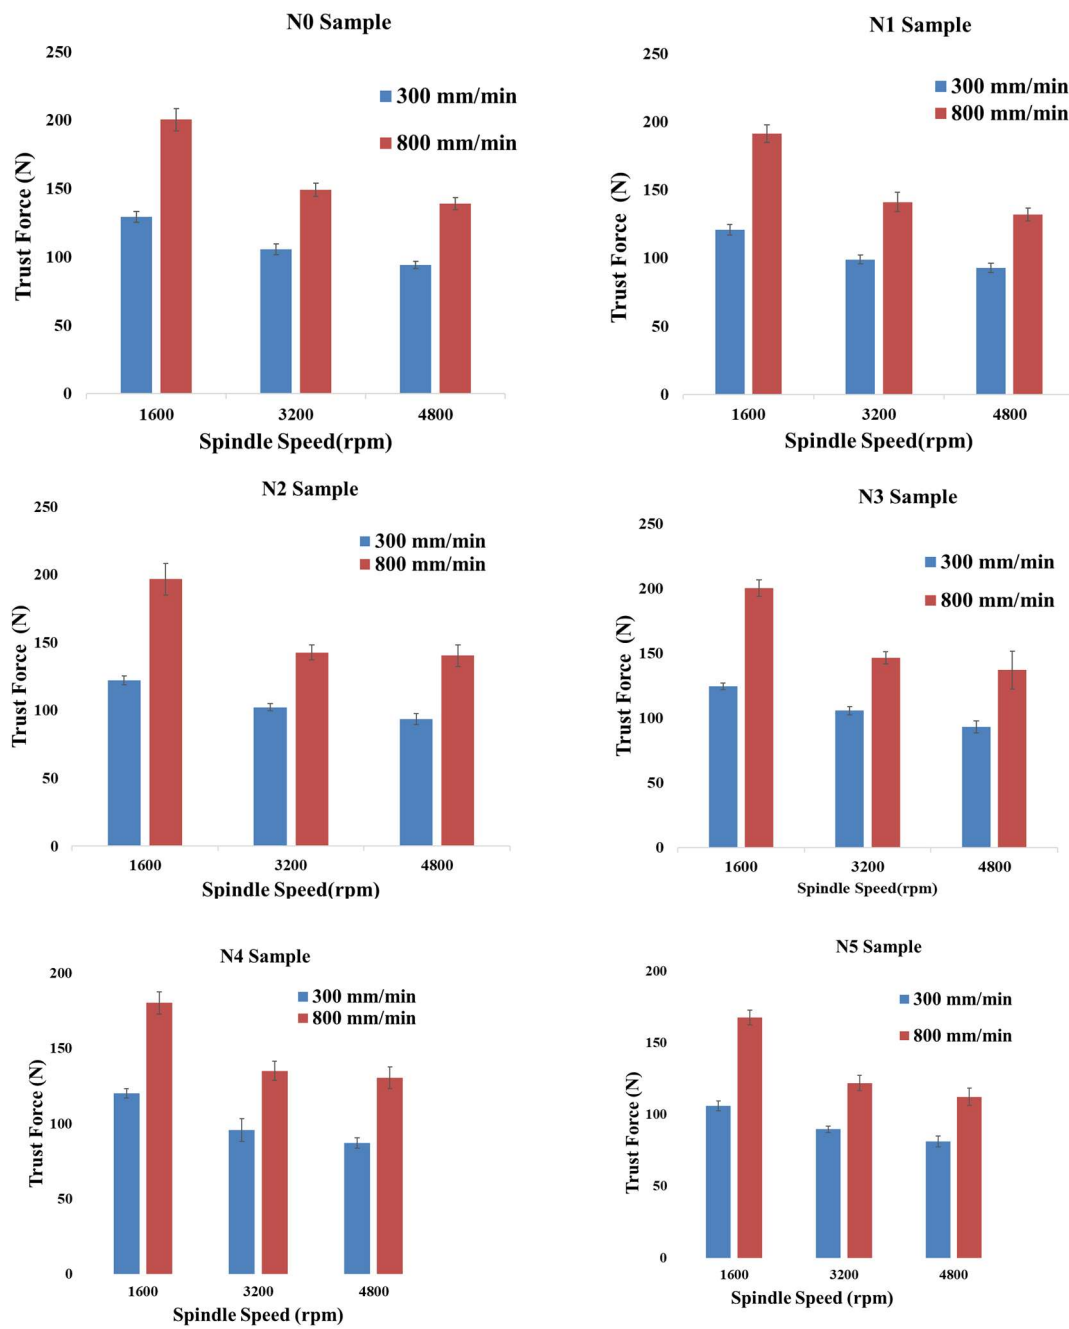 N0 Sample
250
200
150
100
50
0
Trust Force (N)
300 mm/min
800 mm/min
1600 3200 4800
Spindle Speed(rpm)
N1 Sample
250
200
150
100
50
0
Trust Force (N)
300 mm/min
800 mm/min
1600 3200 4800
Spindle Speed(rpm)
N2 Sample
250
200
150
100
50
0
Trust Force (N)
300 mm/min
800 mm/min
1600 3200 4800
Spindle Speed(rpm)
N3 Sample
250
200
150
100
50
0
Trust Force (N)
300 mm/min
800 mm/min
1600 3200 4800
Spindle Speed(rpm)
N4 Sample
200
150
100
50
0
Trust Force (N)
300 mm/min
800 mm/min
1600 3200 4800
Spindle Speed (rpm)
N5 Sample
200
150
100
50
0
Trust Force (N)
300 mm/min
800 mm/min
1600 3200 4800
Spindle Speed (rpm)